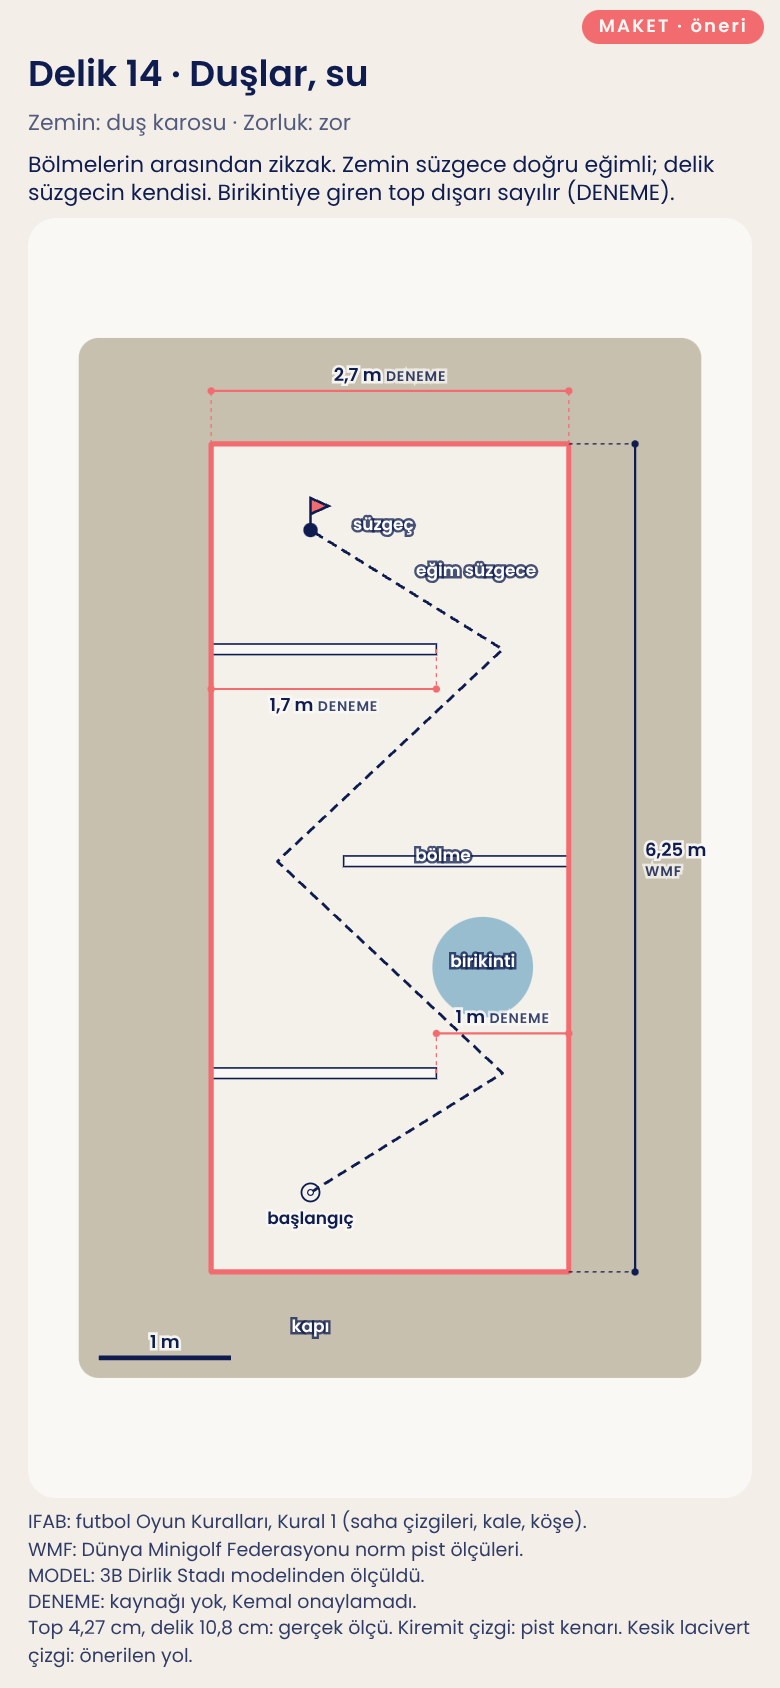 MAKET · öneri
Delik 14 · Duşlar, su
Zemin: duş karosu · Zorluk: zor
Bölmelerin arasından zikzak. Zemin süzgece doğru eğimli; delik
süzgecin kendisi. Birikintiye giren top dışarı sayılır (DENEME).
2,7 m DENEME
süzgeç
eğim süzgece
1,7 m DENEME
bölme
6,25 m
WMF
birikinti
1 m DENEME
başlangıç
kapı
1 m
IFAB: futbol Oyun Kuralları, Kural 1 (saha çizgileri, kale, köşe).
WMF: Dünya Minigolf Federasyonu norm pist ölçüleri.
MODEL: 3B Dirlik Stadı modelinden ölçüldü.
DENEME: kaynağı yok, Kemal onaylamadı.
Top 4,27 cm, delik 10,8 cm: gerçek ölçü. Kiremit çizgi: pist kenarı. Kesik lacivert
çizgi: önerilen yol.